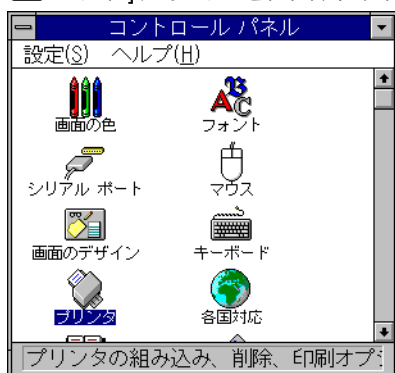 コントロール パネル
設定(S) ヘルプ(H)
画面の色 フォント
シリアル ポート マウス
画面のデザイン キーボード
プリンタ 各国対応
プリンタの組み込み、削除、印刷オプ